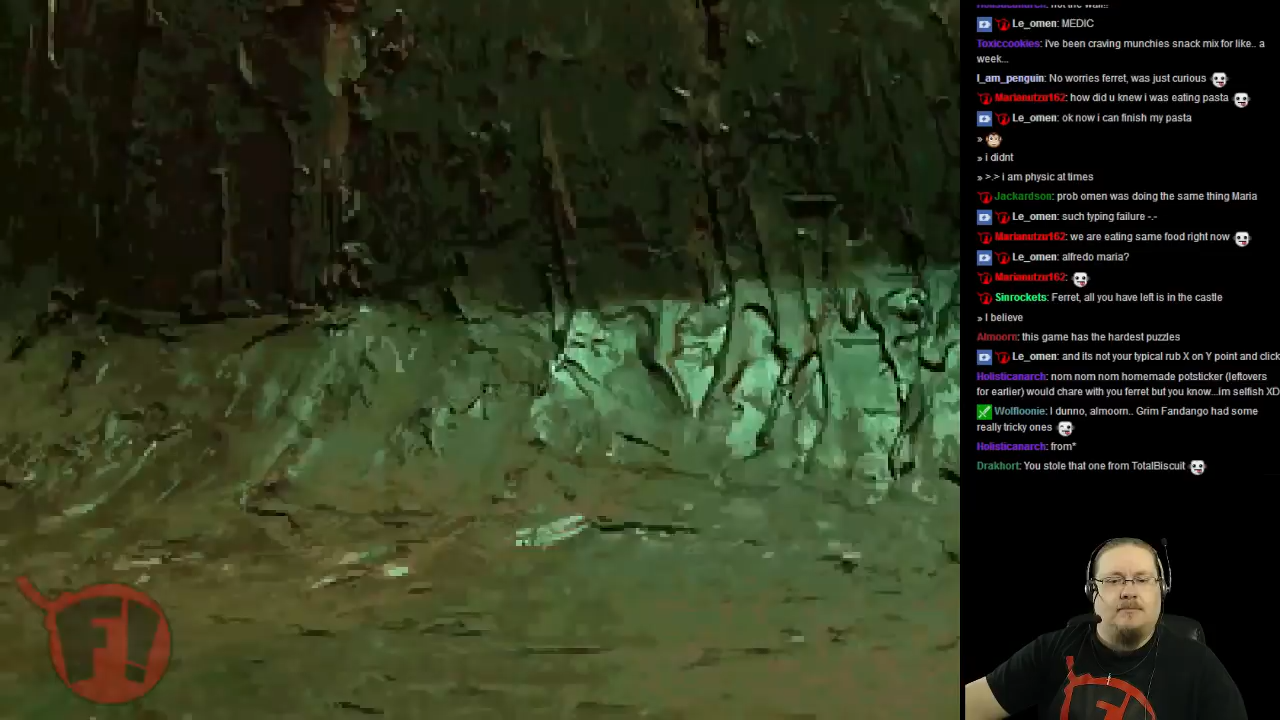 Holisticanarch: not the wall!!
Le_omen: MEDIC
Toxiccookies: i've been craving munchies snack mix for like.. a
week...
I_am_penguin: No worries ferret, was just curious
Marianutzu162: how did u knew i was eating pasta
Le_omen: ok now i can finish my pasta
»
» i didnt
» >.> i am physic at times
Jackardson: prob omen was doing the same thing Maria
Le_omen: such typing failure -.-
Marianutzu162: we are eating same food right now
Le_omen: alfredo maria?
Marianutzu162:
Sinrockets: Ferret, all you have left is in the castle
» I believe
Almoorn: this game has the hardest puzzles
Le_omen: and its not your typical rub X on Y point and click
Holisticanarch: nom nom nom homemade potsticker (leftovers
for earlier) would chare with you ferret but you know...im selfish XD
Wolfloonie: I dunno, almoorn.. Grim Fandango had some
really tricky ones
Holisticanarch: from*
Drakhort: You stole that one from TotalBiscuit
F!